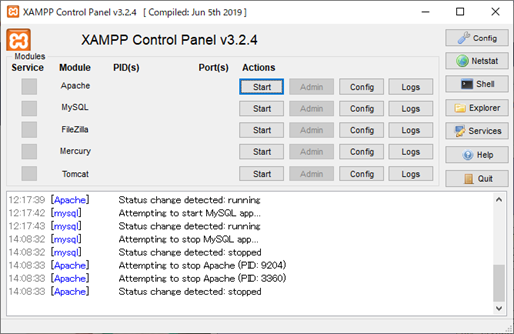 XAMPP Control Panel v3.2.4 [ Compiled: Jun 5th 2019 ]
XAMPP Control Panel v3.2.4
Config
Modules
Service Module PID(s) Port(s) Actions
Netstat
Apache Start Admin Config Logs
Shell
MySQL Start Admin Config Logs
Explorer
FileZilla Start Admin Config Logs
Services
Mercury Start Admin Config Logs
Help
Tomcat Start Admin Config Logs
Quit
12:17:39 [Apache] Status change detected: running
12:17:42 [mysql] Attempting to start MySQL app...
12:17:43 [mysql] Status change detected: running
14:08:32 [mysql] Attempting to stop MySQL app...
14:08:32 [mysql] Status change detected: stopped
14:08:33 [Apache] Attempting to stop Apache (PID: 9204)
14:08:33 [Apache] Attempting to stop Apache (PID: 3360)
14:08:33 [Apache] Status change detected: stopped